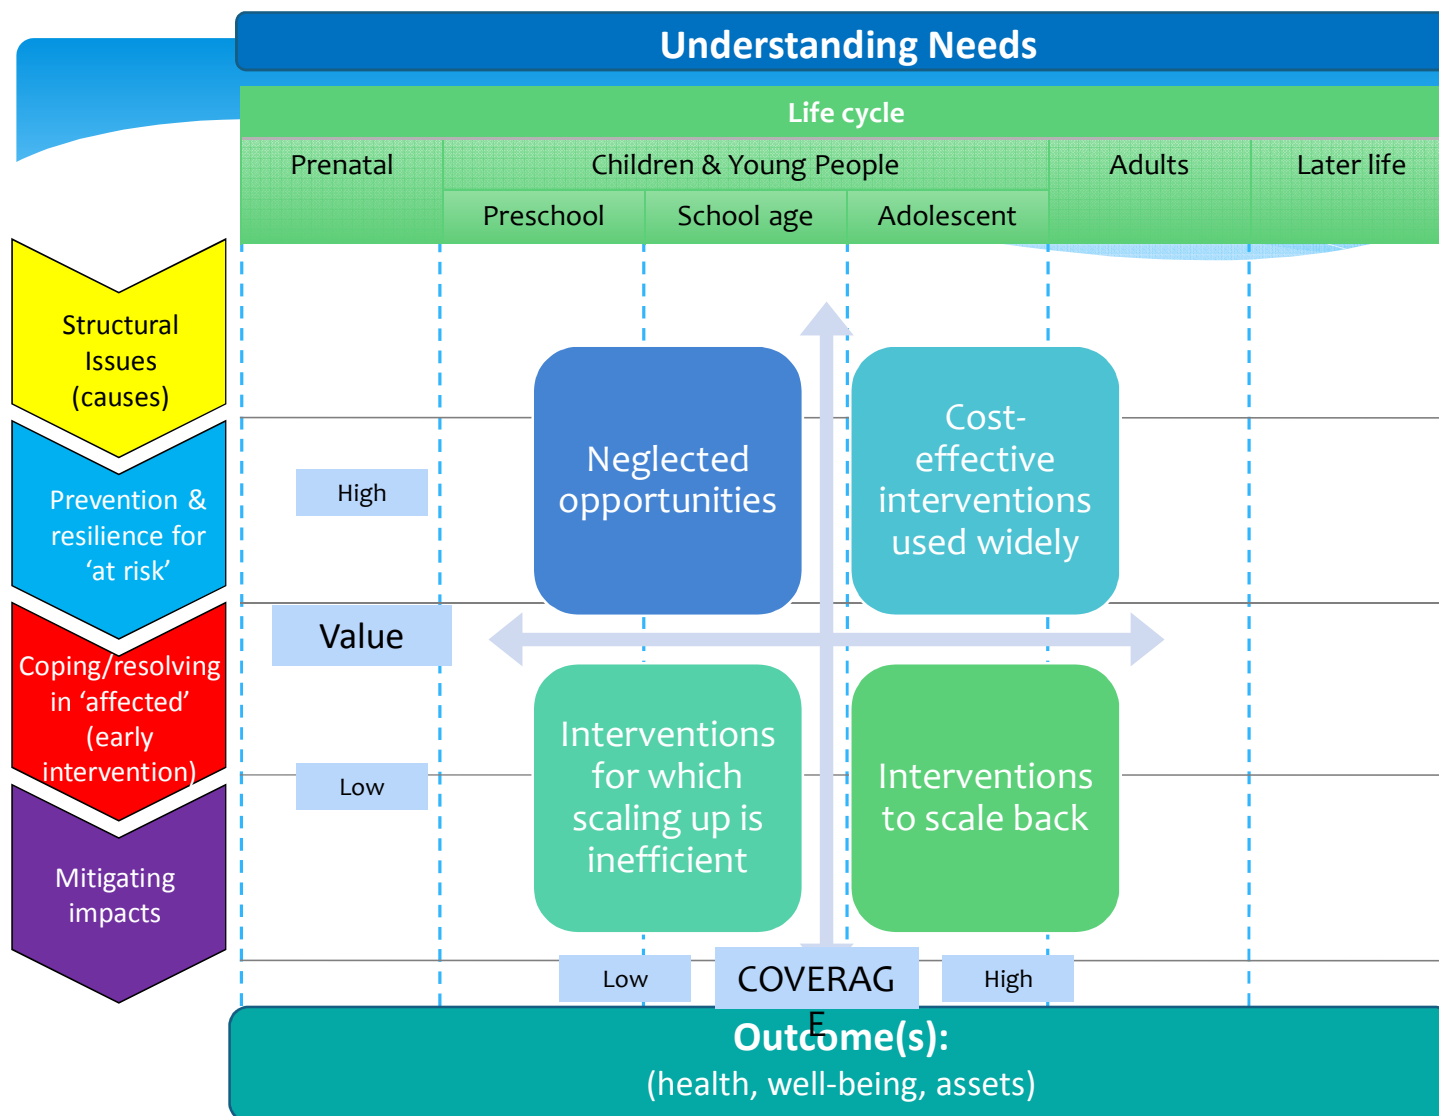 Understanding Needs
Life cycle
Prenatal
Children & Young People
Adults
Later life
Preschool
School age
Adolescent
Structural
Issues
(causes)
Prevention &
resilience for
‘at risk’
Coping/resolving
in ‘affected’
(early
intervention)
Mitigating
impacts
High
Value
Low
Neglected
opportunities
Cost-
effective
interventions
used widely
Interventions
for which
scaling up is
inefficient
Interventions
to scale back
Low
COVERAG
E
High
Outcome(s):
(health, well-being, assets)